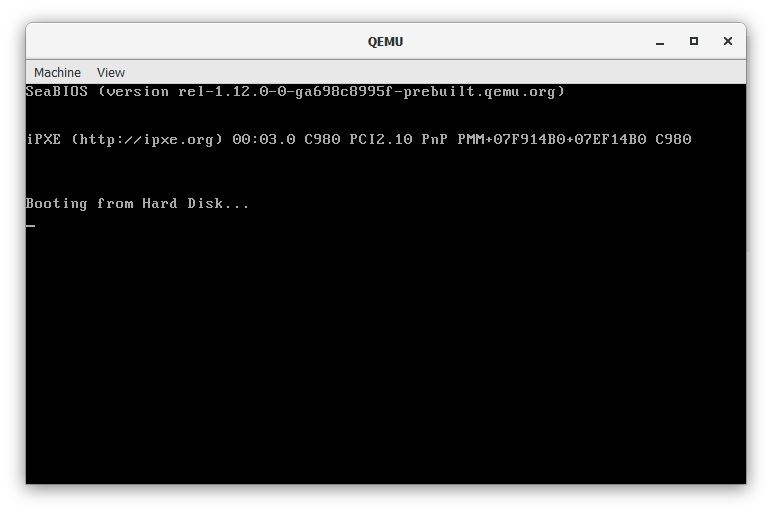 QEMU
Machine View
SeaBIOS (version rel-1.12.0-0-ga698c8995f-prebuilt.qemu.org)
iPXE (http://ipxe.org) 00:03.0 C980 PCI2.10 PnP PMM+07F914B0+07EF14B0 C980
Booting from Hard Disk...